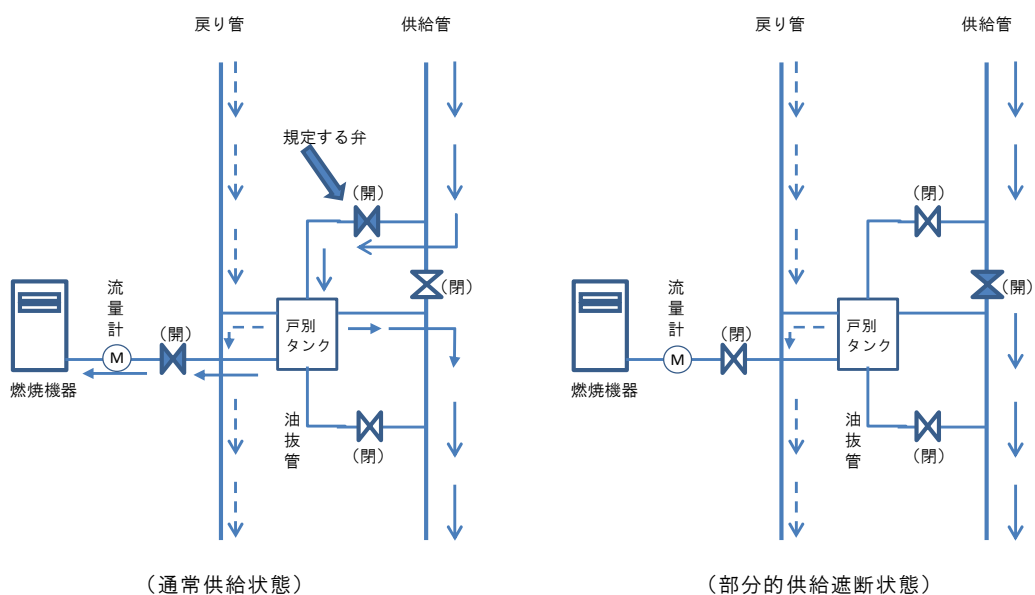 戻り管
供給管
規定する弁
(開)
(閉)
流量計
(開)
戸別
タンク
M
燃焼機器
油抜管
(閉)
(通常供給状態)
戻り管
供給管
(閉)
(開)
流量計
(閉)
戸別
タンク
M
燃焼機器
油抜管
(閉)
(部分的供給遮断状態)